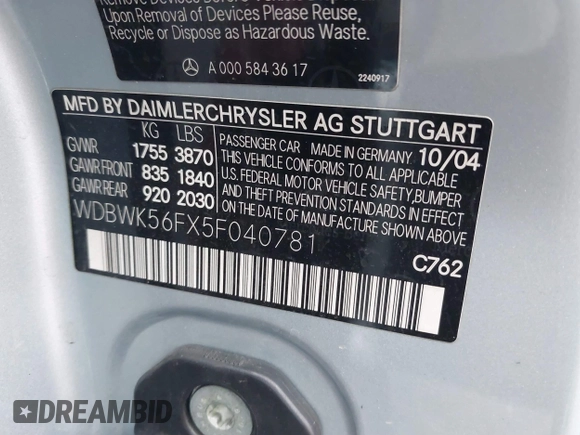 Upon Removal of Devices Please Reuse,
Recycle or Dispose as Hazardous Waste.
A 000 584 36 17
2240917
MFD BY DAIMLERCHRYSLER AG STUTTGART
KG LBS
GVWR 1755 3870
GAWR FRONT 835 1840
GAWR REAR 920 2030
PASSENGER CAR MADE IN GERMANY 10/04
THIS VEHICLE CONFORMS TO ALL APPLICABLE
U.S. FEDERAL MOTOR VEHICLE SAFETY, BUMPER
AND THEFT PREVENTION STANDARDS IN EFFECT
ON THE DATE OF MANUFACTURE SHOWN ABOVE.
WDBWK56FX5F040781
C762
DREAMBID